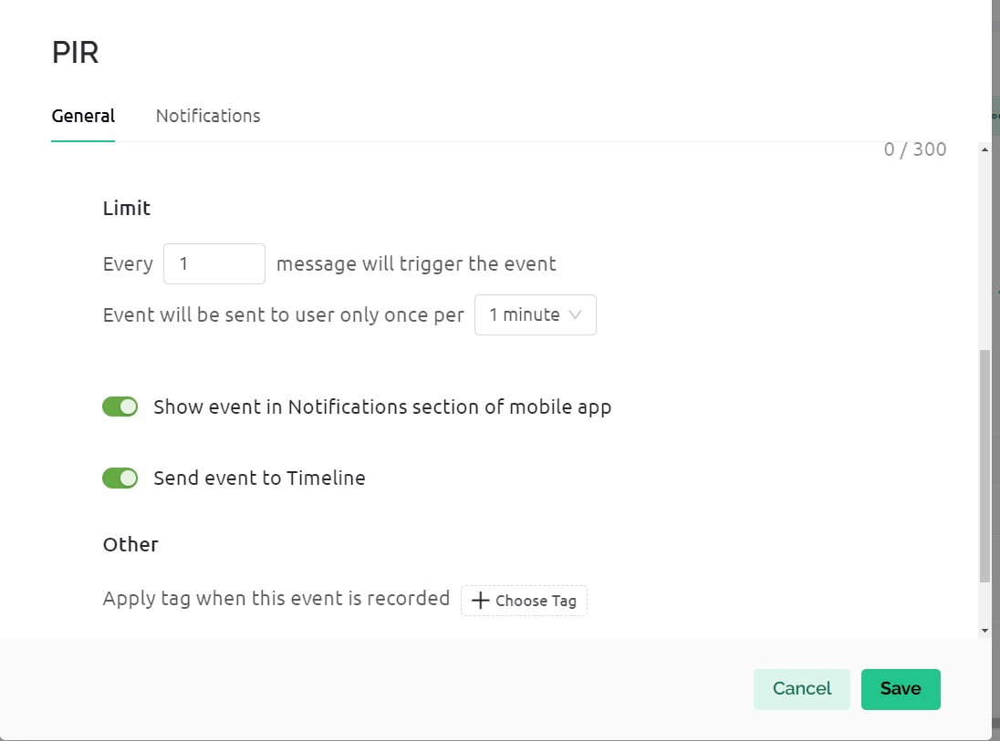 PIR
General Notifications
0 / 300
Limit
Every 1 message will trigger the event
Event will be sent to user only once per 1 minute
Show event in Notifications section of mobile app
Send event to Timeline
Other
Apply tag when this event is recorded + Choose Tag
Cancel Save